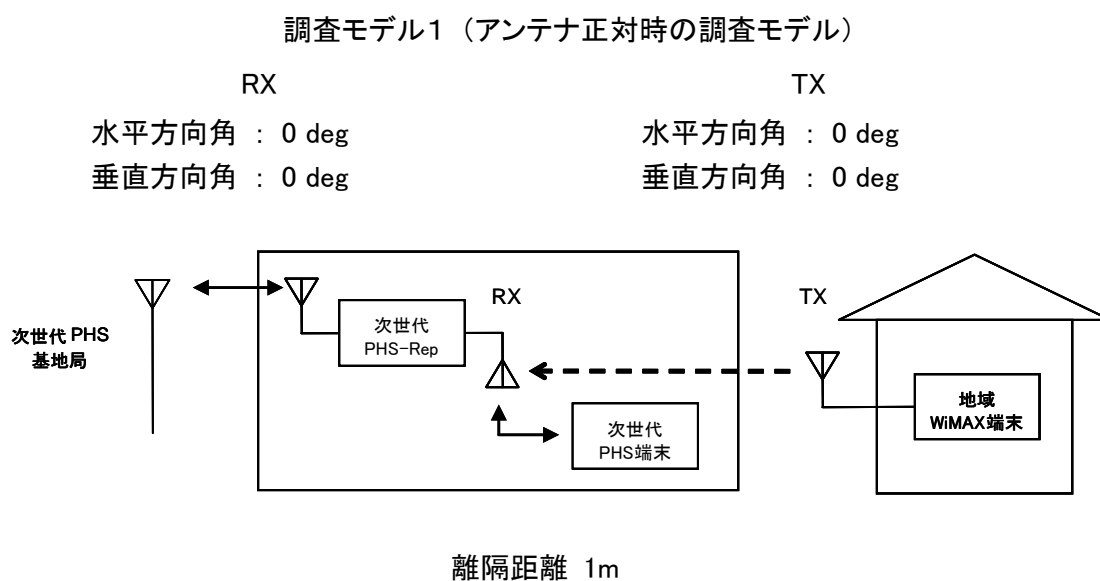 調査モデル1 (アンテナ正対時の調査モデル)
RX
水平方向角 : 0 deg
垂直方向角 : 0 deg
TX
水平方向角 : 0 deg
垂直方向角 : 0 deg
次世代 PHS
基地局
次世代
PHS-Rep
RX
次世代
PHS端末
TX
地域
WiMAX端末
離隔距離 1m